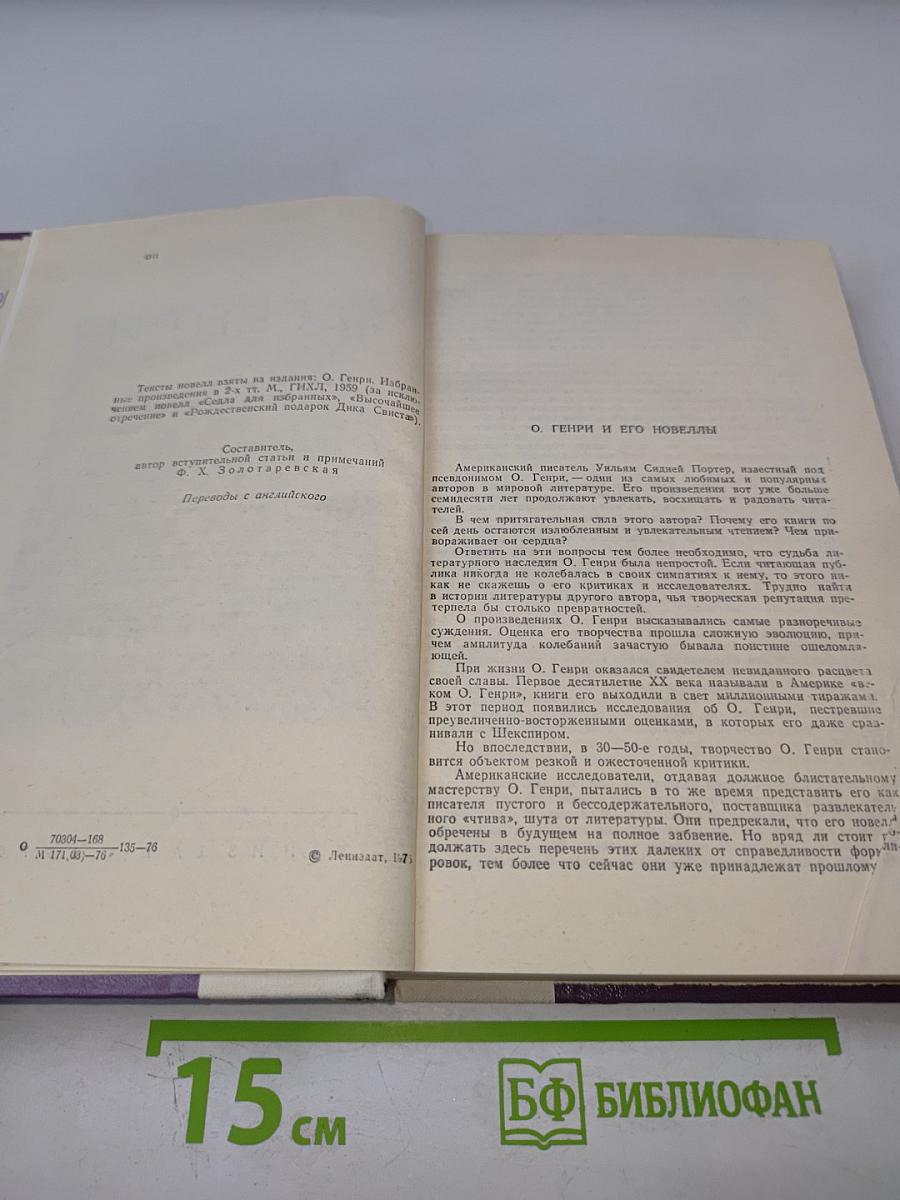 Тексты новелл взяты из издания: О. Генри. Избран-
ные произведения в 2-х тт. М., ГИХЛ, 1959 (за исклю-
чением новелл «Седла для избранных», «Высочайшее
отречение» и «Рождественский подарок Дика Свиста»).
Составитель,
автор вступительной статьи и примечаний
Ф. Х. Золотаревская
Переводы с английского
70304—168
М 171(03)—76
135—76
© Лениздат,
О. ГЕНРИ И ЕГО НОВЕЛЛЫ
Американский писатель Уильям Сидней Портер, известный под
псевдонимом О. Генри, — один из самых любимых и популярных
авторов в мировой литературе. Его произведения вот уже больше
семидесяти лет продолжают увлекать, восхищать и радовать чита-
телей.
В чем притягательная сила этого автора? Почему его книги по
сей день остаются излюбленным и увлекательным чтением? Чем при-
вораживает он сердца?
Ответить на эти вопросы тем более необходимо, что судьба ли-
тературного наследия О. Генри была непростой. Если читающая пуб-
лика никогда не колебалась в своих симпатиях к нему, то этого ни-
как не скажешь о его критиках и исследователях. Трудно найти
в истории литературы другого автора, чья творческая репутация пре-
терпела бы столько превратностей.
О произведениях О. Генри высказывались самые разноречивые
суждения. Оценка его творчества прошла сложную эволюцию, при-
чем амплитуда колебаний зачастую бывала поистине ошеломля-
ющей.
При жизни О. Генри оказался свидетелем невиданного расцвета
своей славы. Первое десятилетие XX века называли в Америке «ве-
ком О. Генри», книги его выходили в свет миллионными тиражами.
В этот период появились исследования об О. Генри, пестревшие
преувеличенно-восторженными оценками, в которых его даже срав-
нивали с Шекспиром.
Но впоследствии, в 30—50-е годы, творчество О. Генри стано-
вится объектом резкой и ожесточенной критики.
Американские исследователи, отдавая должное блистательному
мастерству О. Генри, пытались в то же время представить его как
писателя пустого и бессодержательного, поставщика развлекатель-
ного «чтива», шута от литературы. Они предрекали, что его новеллы
обречены в будущем на полное забвение. Но вряд ли стоит про-
должать здесь перечень этих далеких от справедливости формули-
ровок, тем более что сейчас они уже принадлежат прошлому
15 см
БФ БИБЛИОФАН